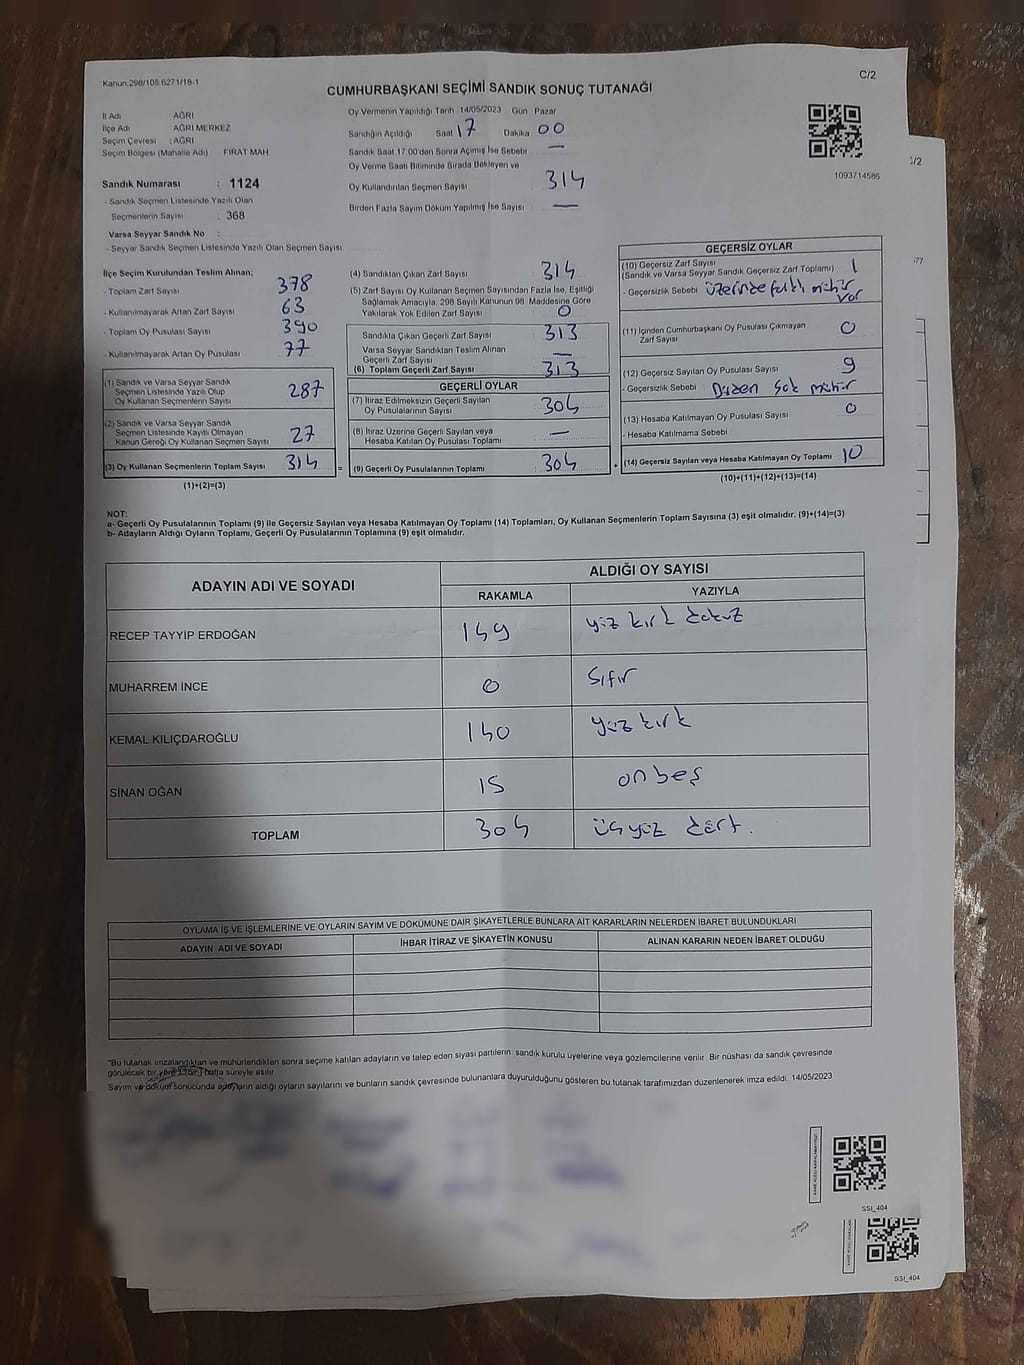 Kanun 298/105 6271/18-1
C/2
CUMHURBAŞKANI SEÇİMİ SANDIK SONUÇ TUTANAĞI
İl Adı : AĞRI
İlçe Adı AĞRI MERKEZ
Seçim Çevresi : AĞRI
Seçim Bölgesi (Mahalle Adı) FIRAT MAH.
Sandık Numarası : 1124
- Sandık Seçmen Listesinde Yazılı Olan
Seçmenlerin Sayısı : 368
Varsa Seyyar Sandık No :
- Seyyar Sandık Seçmen Listesinde Yazılı Olan Seçmen Sayısı
Oy Vermenin Yapıldığı Tarih 14/05/2023 Gün Pazar
Sandığın Açıldığı Saat 17 Dakika 00
Sandık Saat 17:00'den Sonra Açımış İse Sebebi —
Oy Verme Saati Bitiminde Sırada Bekleyen ve
Oy Kullandırılan Seçmen Sayısı 314
Birden Fazla Sayım Döküm Yapılmış İse Sayısı —
1093714586
İlçe Seçim Kurulundan Teslim Alınan;
- Toplam Zarf Sayısı 378
- Kullanılmayarak Artan Zarf Sayısı 63
- Toplam Oy Pusulası Sayısı 390
- Kullanılmayarak Artan Oy Pusulası 77
(1) Sandık ve Varsa Seyyar Sandık
Seçmen Listesinde Yazılı Olup
Oy Kullanan Seçmenlerin Sayısı 287
(2) Sandık ve Varsa Seyyar Sandık
Seçmen Listesinde Kayıtlı Olmayan
Kanun Gereği Oy Kullanan Seçmen Sayısı 27
(3) Oy Kullanan Seçmenlerin Toplam Sayısı 314
(1)+(2)=(3)
(4) Sandıktan Çıkan Zarf Sayısı : 314
(5) Zarf Sayısı Oy Kullanan Seçmen Sayısından Fazla İse, Eşitliği
Sağlamak Amacıyla, 298 Sayılı Kanunun 98. Maddesine Göre
Yakılarak Yok Edilen Zarf Sayısı : 0
Sandıkta Çıkan Geçerli Zarf Sayısı 313
Varsa Seyyar Sandıktan Teslim Alınan
Geçerli Zarf Sayısı —
(6) Toplam Geçerli Zarf Sayısı : 313
GEÇERLİ OYLAR
(7) İtiraz Edilmeksizin Geçerli Sayılan
Oy Pusulalarının Sayısı : 304
(8) İtiraz Üzerine Geçerli Sayılan veya
Hesaba Katılan Oy Pusulası Toplamı : —
= (9) Geçerli Oy Pusulalarının Toplamı : 304
GEÇERSİZ OYLAR
(10) Geçersiz Zarf Sayısı
(Sandık ve Varsa Seyyar Sandık Geçersiz Zarf Toplamı) 1
- Geçersizlik Sebebi üzerinde farklı mühür
var
(11) İçinden Cumhurbaşkanı Oy Pusulası Çıkmayan
Zarf Sayısı 0
(12) Geçersiz Sayılan Oy Pusulası Sayısı 9
- Geçersizlik Sebebi mühür
(13) Hesaba Katılmayan Oy Pusulası Sayısı 0
- Hesaba Katılmama Sebebi
+ (14) Geçersiz Sayılan veya Hesaba Katılmayan Oy Toplamı 10
(10)+(11)+(12)+(13)=(14)
NOT:
a- Geçerli Oy Pusulalarının Toplamı (9) ile Geçersiz Sayılan veya Hesaba Katılmayan Oy Toplamı (14) Toplamları, Oy Kullanan Seçmenlerin Toplam Sayısına (3) eşit olmalıdır. (9)+(14)=(3)
b- Adayların Aldığı Oyların Toplamı, Geçerli Oy Pusulalarının Toplamına (9) eşit olmalıdır.
ADAYIN ADI VE SOYADI
ALDIĞI OY SAYISI
RAKAMLA YAZIYLA
RECEP TAYYİP ERDOĞAN 149 yüz kırk dokuz
MUHARREM İNCE 0 sıfır
KEMAL KILIÇDAROĞLU 140 yüz kırk
SİNAN OĞAN 15 on beş
TOPLAM 304 üç yüz dört.
OYLAMA İŞ VE İŞLEMLERİNE VE OYLARIN SAYIM VE DÖKÜMÜNE DAİR ŞİKAYETLERLE BUNLARA AİT KARARLARIN NELERDEN İBARET BULUNDUKLARI
ADAYIN ADI VE SOYADI İHBAR İTİRAZ VE ŞİKAYETİN KONUSU ALINAN KARARIN NEDEN İBARET OLDUĞU
*Bu tutanak imzalandıktan ve mühürlendikten sonra seçime katılan adayların ve talep eden siyasi partilerin sandık kurulu üyelerine veya gözlemcilerine verilir. Bir nüshası da sandık çevresinde
görülecek bir yere 1 (bir) hafta süreyle asılır
Sayım ve döküm sonucunda adayların aldığı oyların sayılarını ve bunların sandık çevresinde bulunanlara duyurulduğunu gösteren bu tutanak tarafımızdan düzenlenerek imza edildi. 14/05/2023
SSI_404
SSI_404